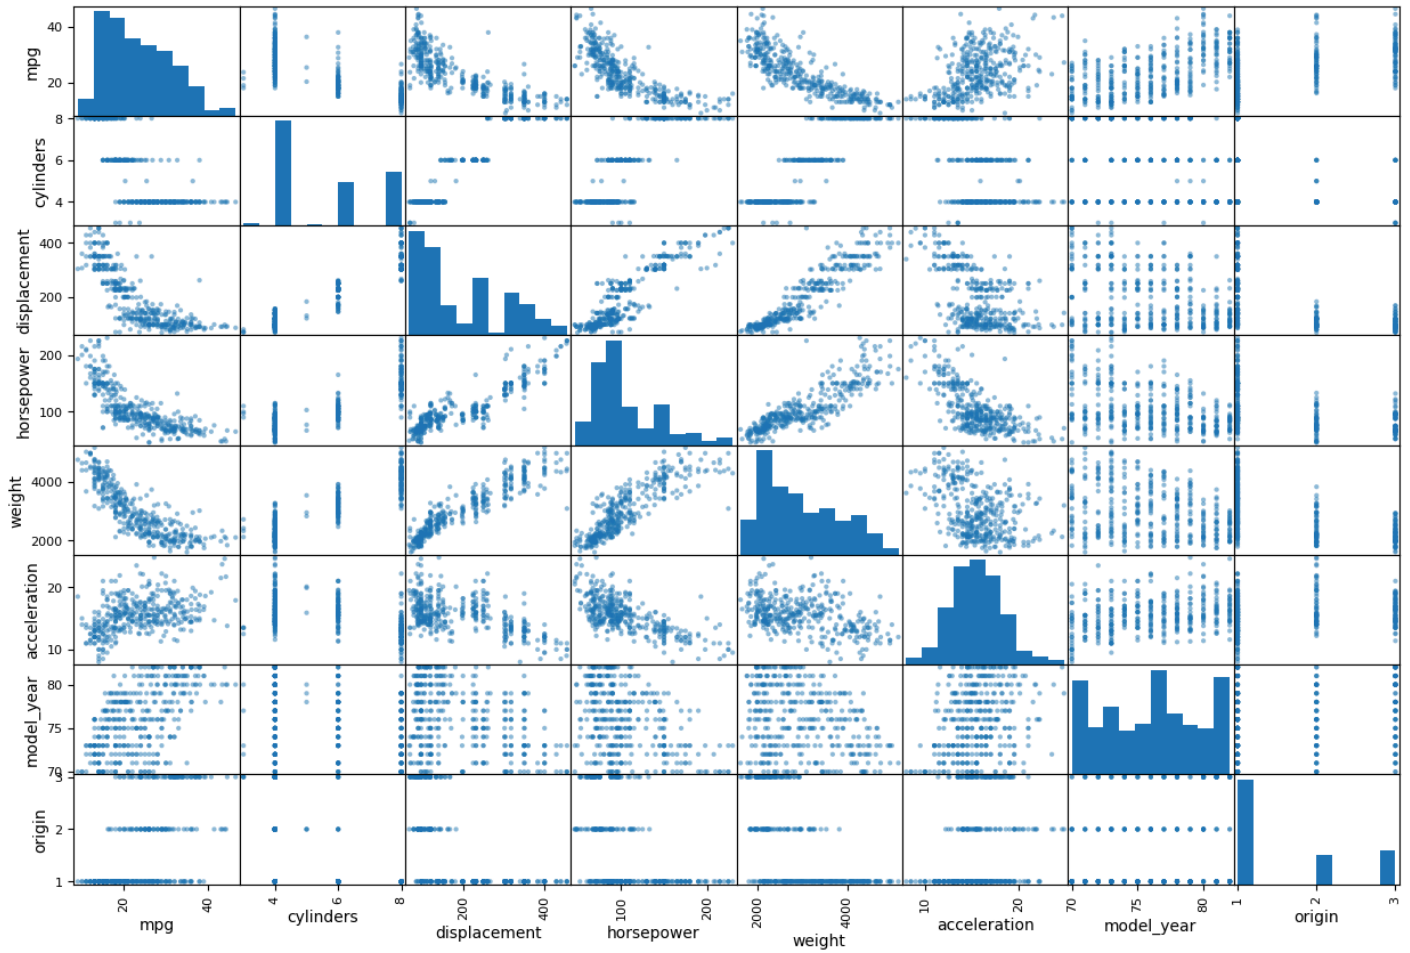 40
20
mpg
8
6
4
cylinders
400
200
displacement
200
100
horsepower
4000
2000
weight
20
10
acceleration
80
75
70
model_year
3
2
1
origin
20 40 4 6 8 200 400 100 200 2000 4000 10 20 70 75 80 1 2 3
mpg cylinders displacement horsepower weight acceleration model_year origin